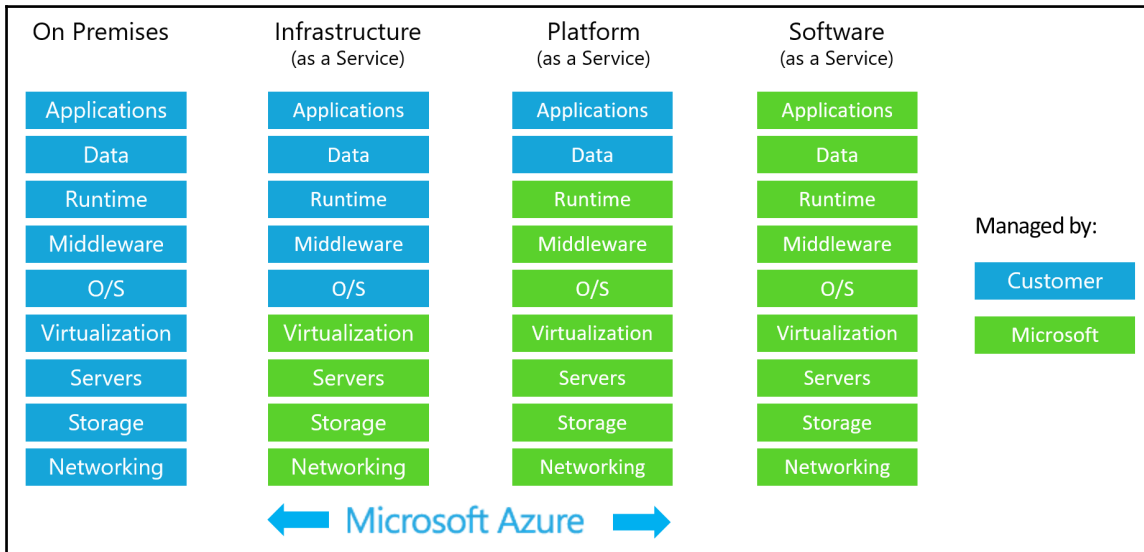 On Premises
Infrastructure
(as a Service)
Platform
(as a Service)
Software
(as a Service)
Applications
Applications
Applications
Applications
Data
Data
Data
Data
Runtime
Runtime
Runtime
Runtime
Managed by:
Middleware
Middleware
Middleware
Middleware
O/S
O/S
O/S
O/S
Customer
Virtualization
Virtualization
Virtualization
Virtualization
Microsoft
Servers
Servers
Servers
Servers
Storage
Storage
Storage
Storage
Networking
Networking
Networking
Networking
Microsoft Azure